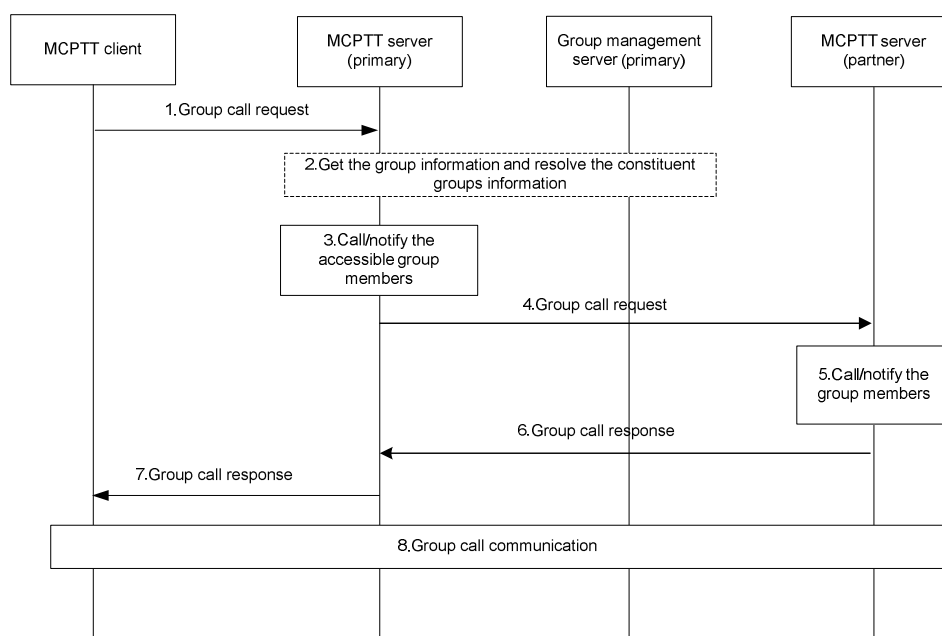 MCPTT client
MCPTT server
(primary)
Group management
server (primary)
MCPTT server
(partner)
1.Group call request
2.Get the group information and resolve the constituent
groups information
3.Call/notify the
accessible group
members
4.Group call request
5.Call/notify the
group members
6.Group call response
7.Group call response
8.Group call communication